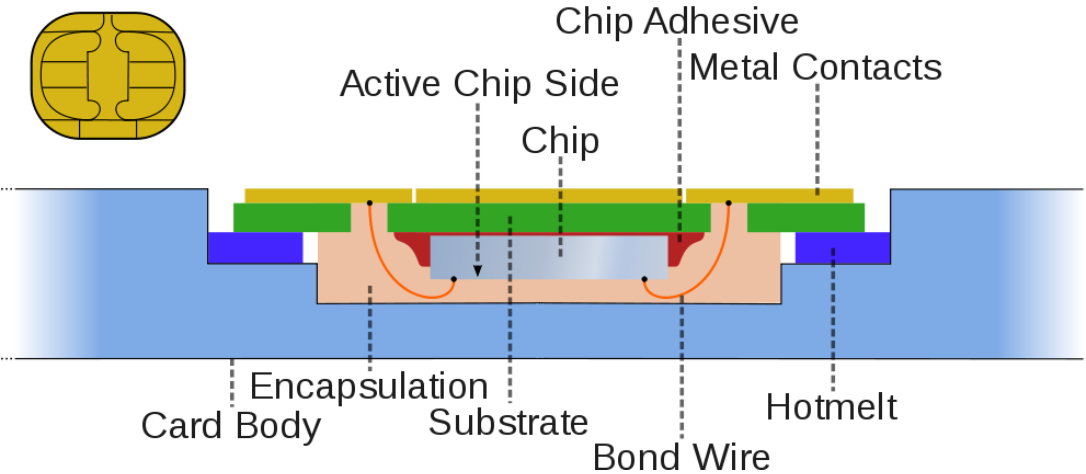 Chip Adhesive
Metal Contacts
Active Chip Side
Chip
Encapsulation
Hotmelt
Card Body
Substrate
Bond Wire